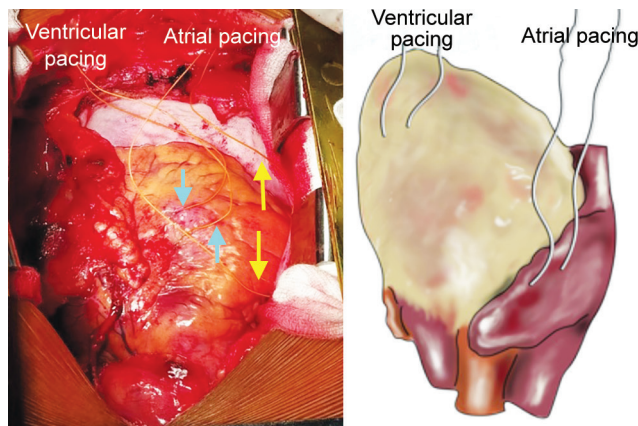 Ventricular
pacing
Atrial pacing
Ventricular
pacing
Atrial pacing